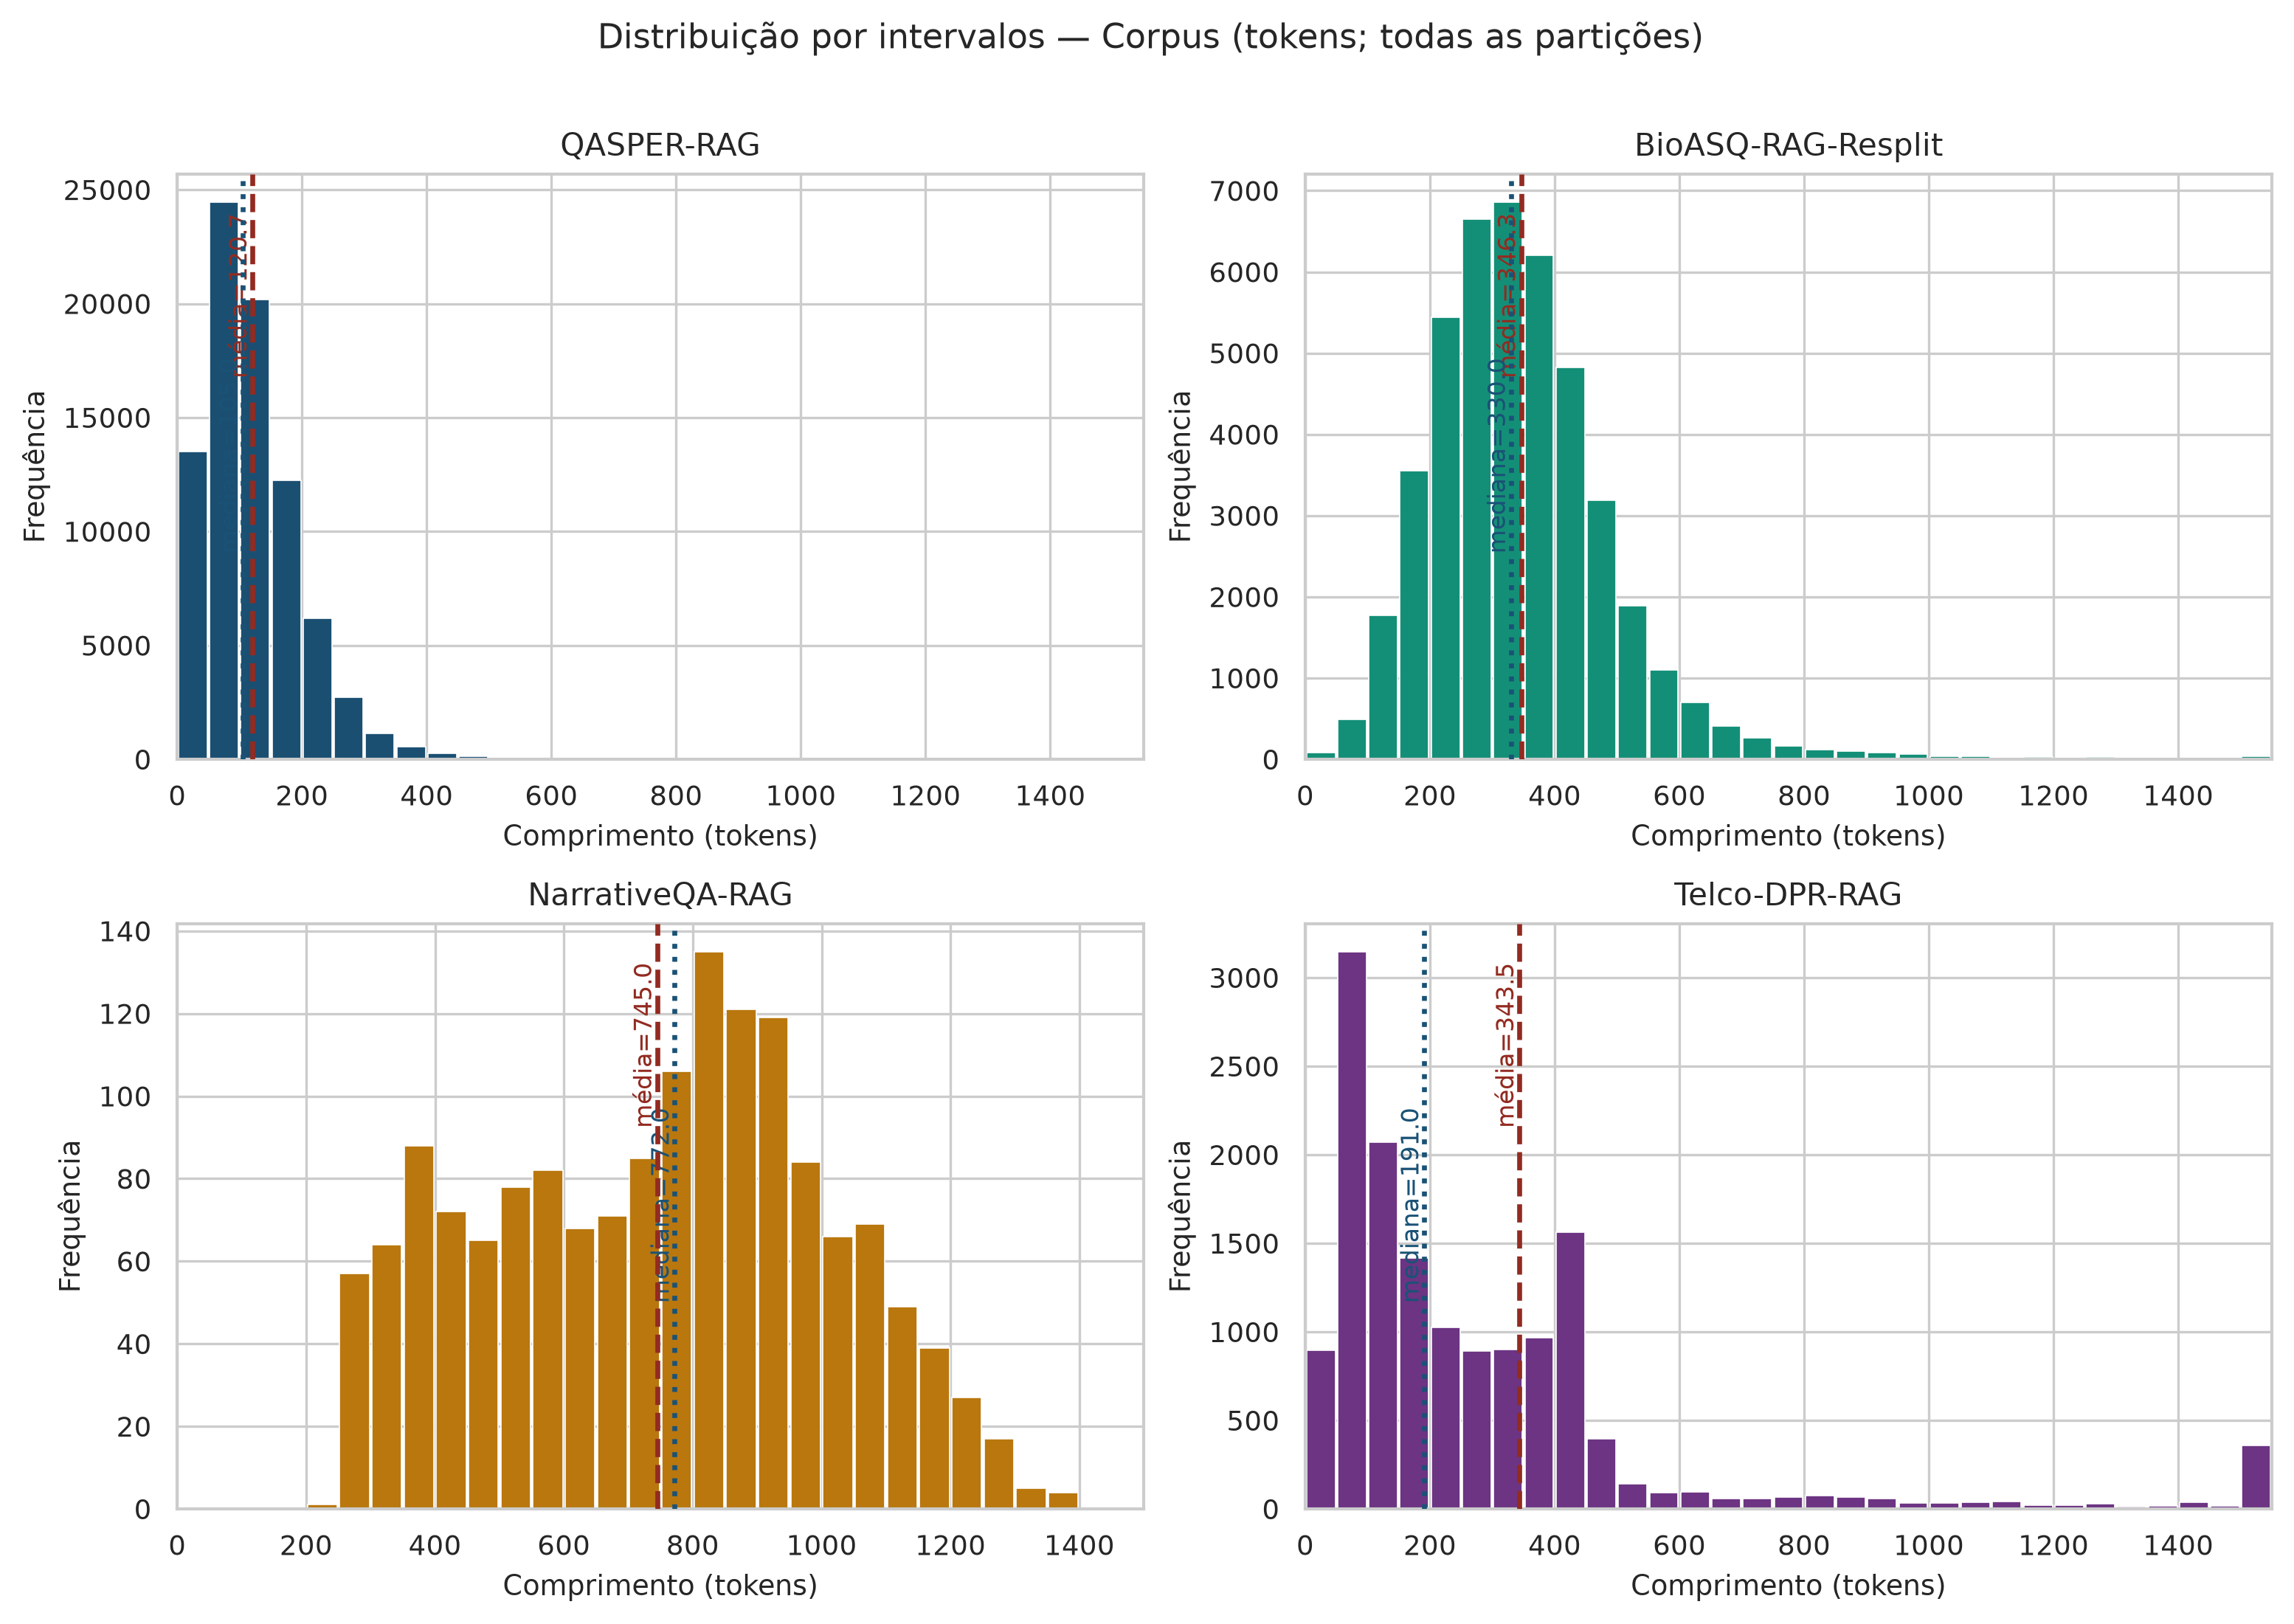 Distribuição por intervalos — Corpus (tokens; todas as partições)
QASPER-RAG
25000
20000
15000
10000
5000
0
Frequência
média=120.7
0 200 400 600 800 1000 1200 1400
Comprimento (tokens)
BioASQ-RAG-Resplit
7000
6000
5000
4000
3000
2000
1000
0
Frequência
média=346.3
mediana=330.0
0 200 400 600 800 1000 1200 1400
Comprimento (tokens)
NarrativeQA-RAG
140
120
100
80
60
40
20
0
Frequência
média=745.0
mediana=772.0
0 200 400 600 800 1000 1200 1400
Comprimento (tokens)
Telco-DPR-RAG
3000
2500
2000
1500
1000
500
0
Frequência
média=343.5
mediana=191.0
0 200 400 600 800 1000 1200 1400
Comprimento (tokens)